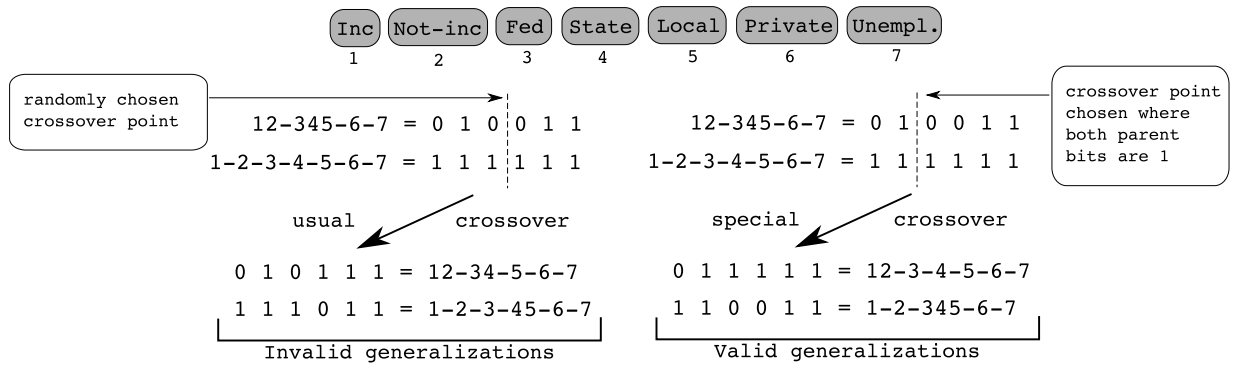 Inc Not-inc Fed State Local Private Unempl.
1 2 3 4 5 6 7
randomly chosen
crossover point
12-345-6-7 = 0 1 0 0 1 1
1-2-3-4-5-6-7 = 1 1 1 1 1 1
usual crossover
0 1 0 1 1 1 = 12-34-5-6-7
1 1 1 0 1 1 = 1-2-3-45-6-7
Invalid generalizations
crossover point
chosen where
both parent
bits are 1
12-345-6-7 = 0 1 0 0 1 1
1-2-3-4-5-6-7 = 1 1 1 1 1 1
special crossover
0 1 1 1 1 1 = 12-3-4-5-6-7
1 1 0 0 1 1 = 1-2-345-6-7
Valid generalizations